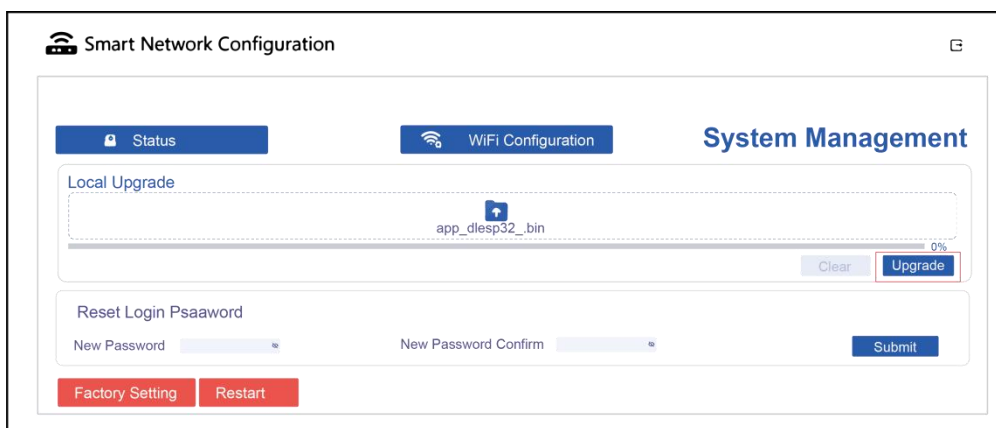 Smart Network Configuration
Status
WiFi Configuration
System Management
Local Upgrade
app_dlesp32_.bin
0%
Clear
Upgrade
Reset Login Psaaword
New Password
New Password Confirm
Submit
Factory Setting
Restart